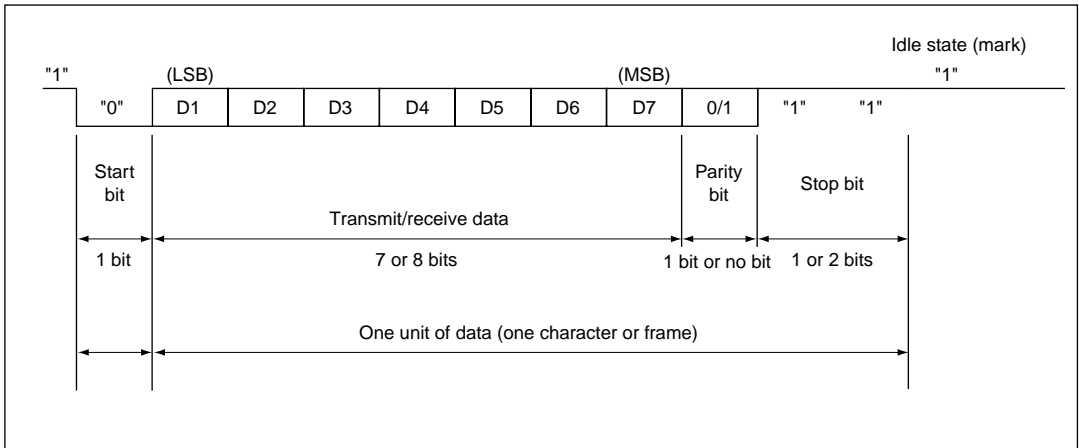 Idle state (mark)
"1" (LSB) (MSB) "1"
"0" D1 D2 D3 D4 D5 D6 D7 0/1 "1" "1"
Start
bit
Parity
bit
Stop bit
Transmit/receive data
1 bit 7 or 8 bits 1 bit or no bit 1 or 2 bits
One unit of data (one character or frame)